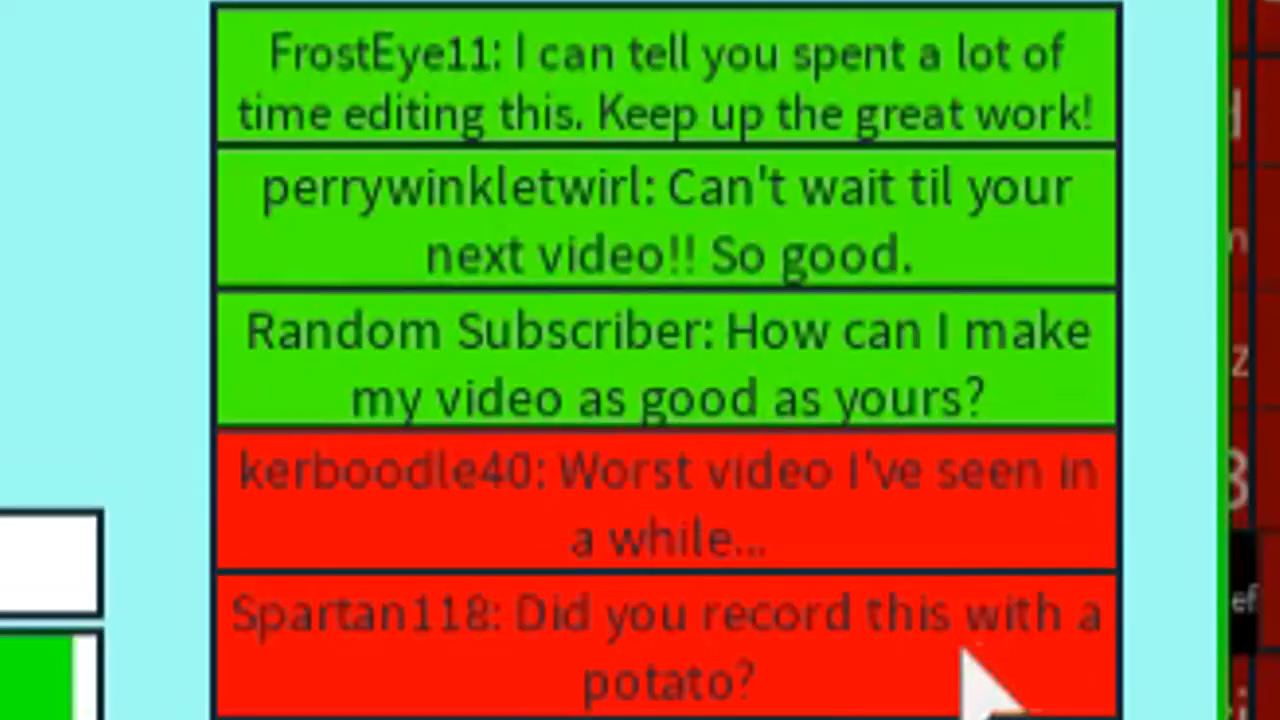 FrostEye11: I can tell you spent a lot of
time editing this. Keep up the great work!
perrywinkletwirl: Can't wait til your
next video!! So good.
Random Subscriber: How can I make
my video as good as yours?
kerboodle40: Worst video I've seen in
a while...
Spartan118: Did you record this with a
potato?